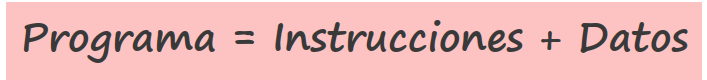 Programa = Instrucciones + Datos